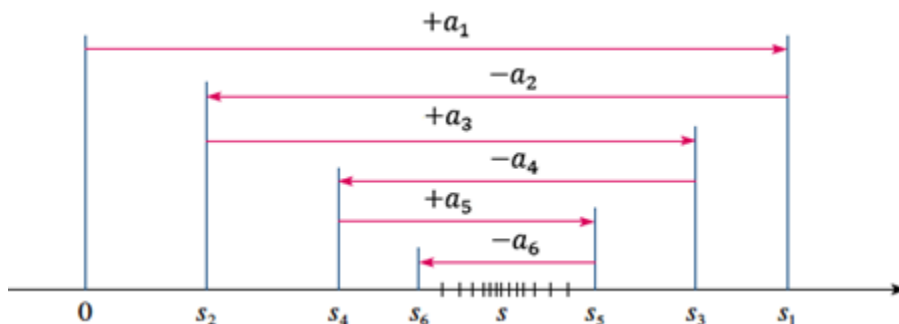 +a₁
−a₂
+a₃
−a₄
+a₅
−a₆
0 s₂ s₄ s₆ s s₅ s₃ s₁